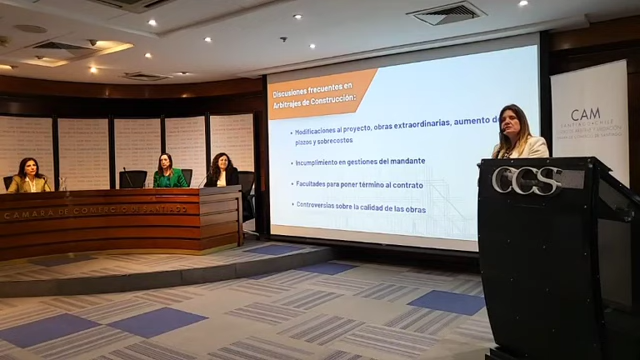 Discusiones frecuentes en
Arbitrajes de Construcción:
• Modificaciones al proyecto, obras extraordinarias, aumento de
plazos y sobrecostos
• Incumplimiento en gestiones del mandante
• Facultades para poner término al contrato
• Controversias sobre la calidad de las obras
CAM
SANTIAGO CHILE
CCS
CÁMARA DE COMERCIO DE SANTIAGO